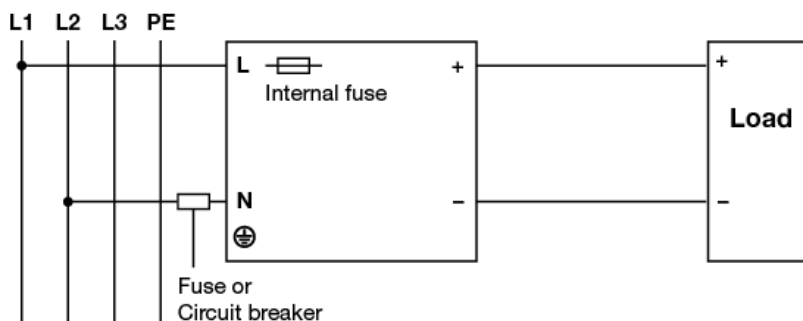 L1 L2 L3 PE
L + +
Internal fuse
Load
N − −
Fuse or
Circuit breaker